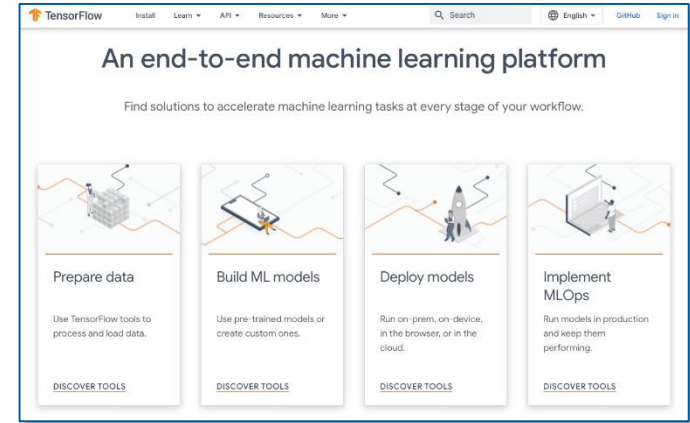 TensorFlow Install Learn API Resources More Search English GitHub Sign in
An end-to-end machine learning platform
Find solutions to accelerate machine learning tasks at every stage of your workflow.
Prepare data
Use TensorFlow tools to
process and load data.
DISCOVER TOOLS
Build ML models
Use pre-trained models or
create custom ones.
DISCOVER TOOLS
Deploy models
Run on-prem, on-device,
in the browser, or in the
cloud.
DISCOVER TOOLS
Implement
MLOps
Run models in production
and keep them
performing.
DISCOVER TOOLS